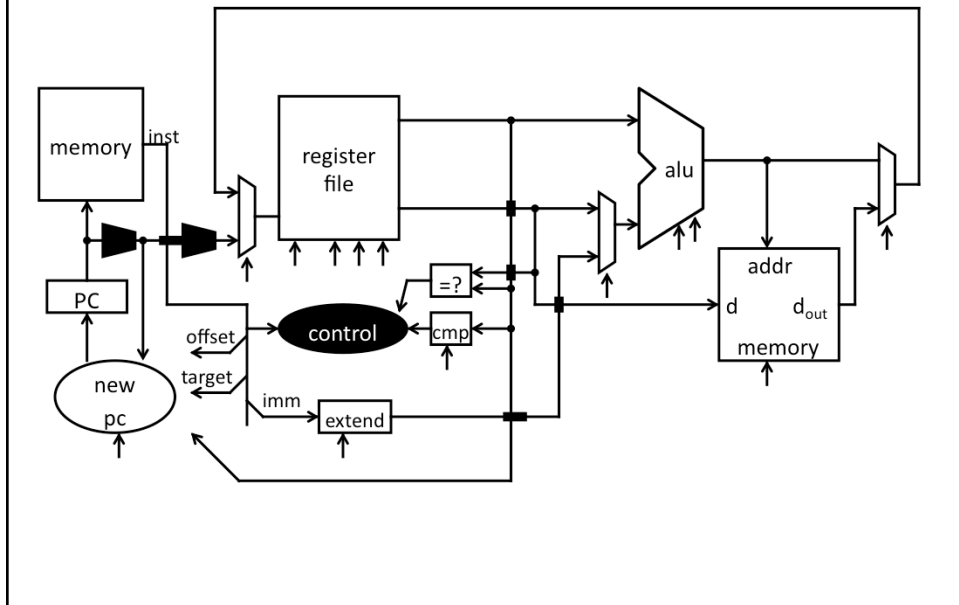 memory
inst
register
file
alu
PC
=?
addr
d
dout
memory
control
cmp
offset
target
new
pc
imm
extend